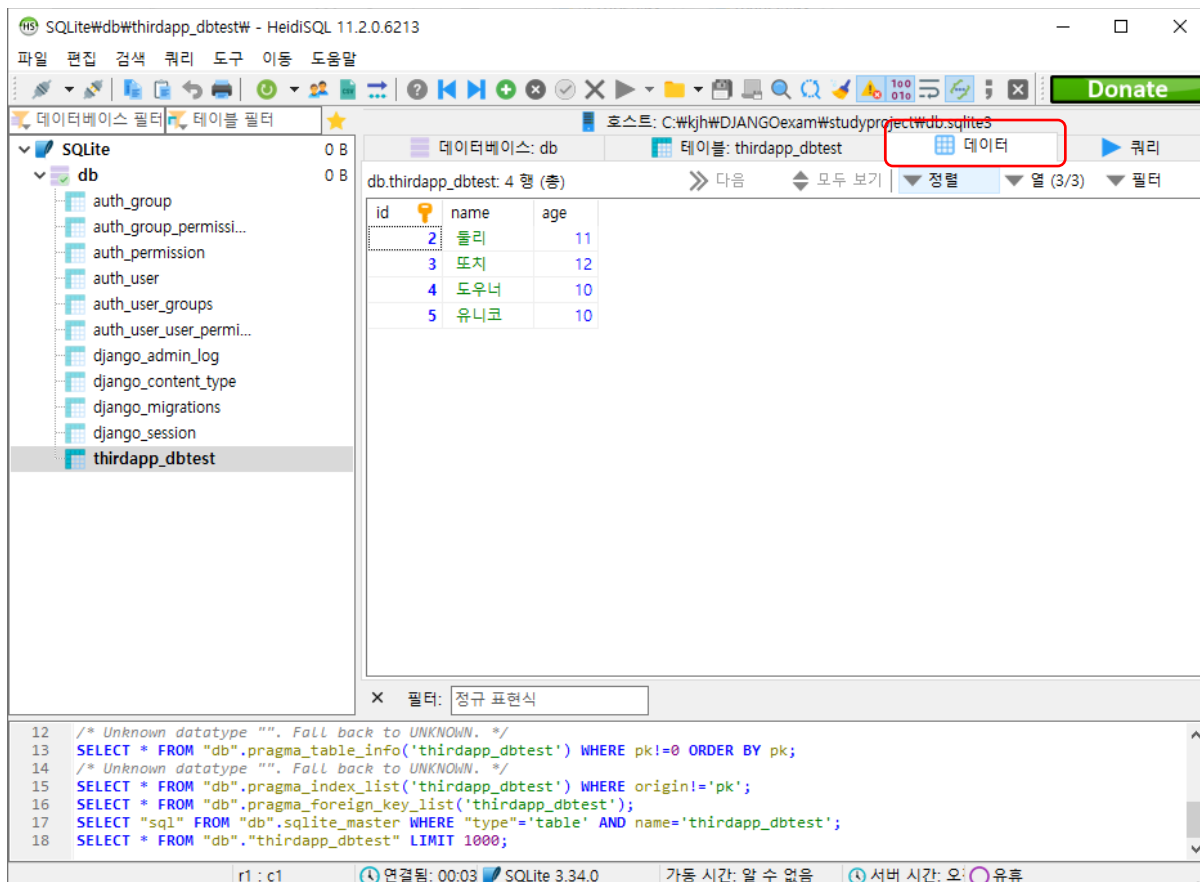 SQLite₩db₩thirdapp_dbtest₩ - HeidiSQL 11.2.0.6213
파일 편집 검색 쿼리 도구 이동 도움말
Donate
데이터베이스 필터 테이블 필터
호스트: C:₩kjh₩DJANGOexam₩studyproject₩db.sqlite3
SQLite 0 B
데이터베이스: db 테이블: thirdapp_dbtest 데이터 쿼리
db 0 B
db.thirdapp_dbtest: 4 행 (총) 다음 모두 보기 정렬 열 (3/3) 필터
auth_group
auth_group_permissi...
auth_permission
auth_user
auth_user_groups
auth_user_user_permi...
django_admin_log
django_content_type
django_migrations
django_session
thirdapp_dbtest
id name age
2 둘리 11
3 또치 12
4 도우너 10
5 유니코 10
필터: 정규 표현식
12 /* Unknown datatype "". Fall back to UNKNOWN. */
13 SELECT * FROM "db".pragma_table_info('thirdapp_dbtest') WHERE pk!=0 ORDER BY pk;
14 /* Unknown datatype "". Fall back to UNKNOWN. */
15 SELECT * FROM "db".pragma_index_list('thirdapp_dbtest') WHERE origin!='pk';
16 SELECT * FROM "db".pragma_foreign_key_list('thirdapp_dbtest');
17 SELECT "sql" FROM "db".sqlite_master WHERE "type"='table' AND name='thirdapp_dbtest';
18 SELECT * FROM "db"."thirdapp_dbtest" LIMIT 1000;
r1 : c1 연결됨: 00:03 SQLite 3.34.0 가동 시간: 알 수 없음 서버 시간: 오 유휴